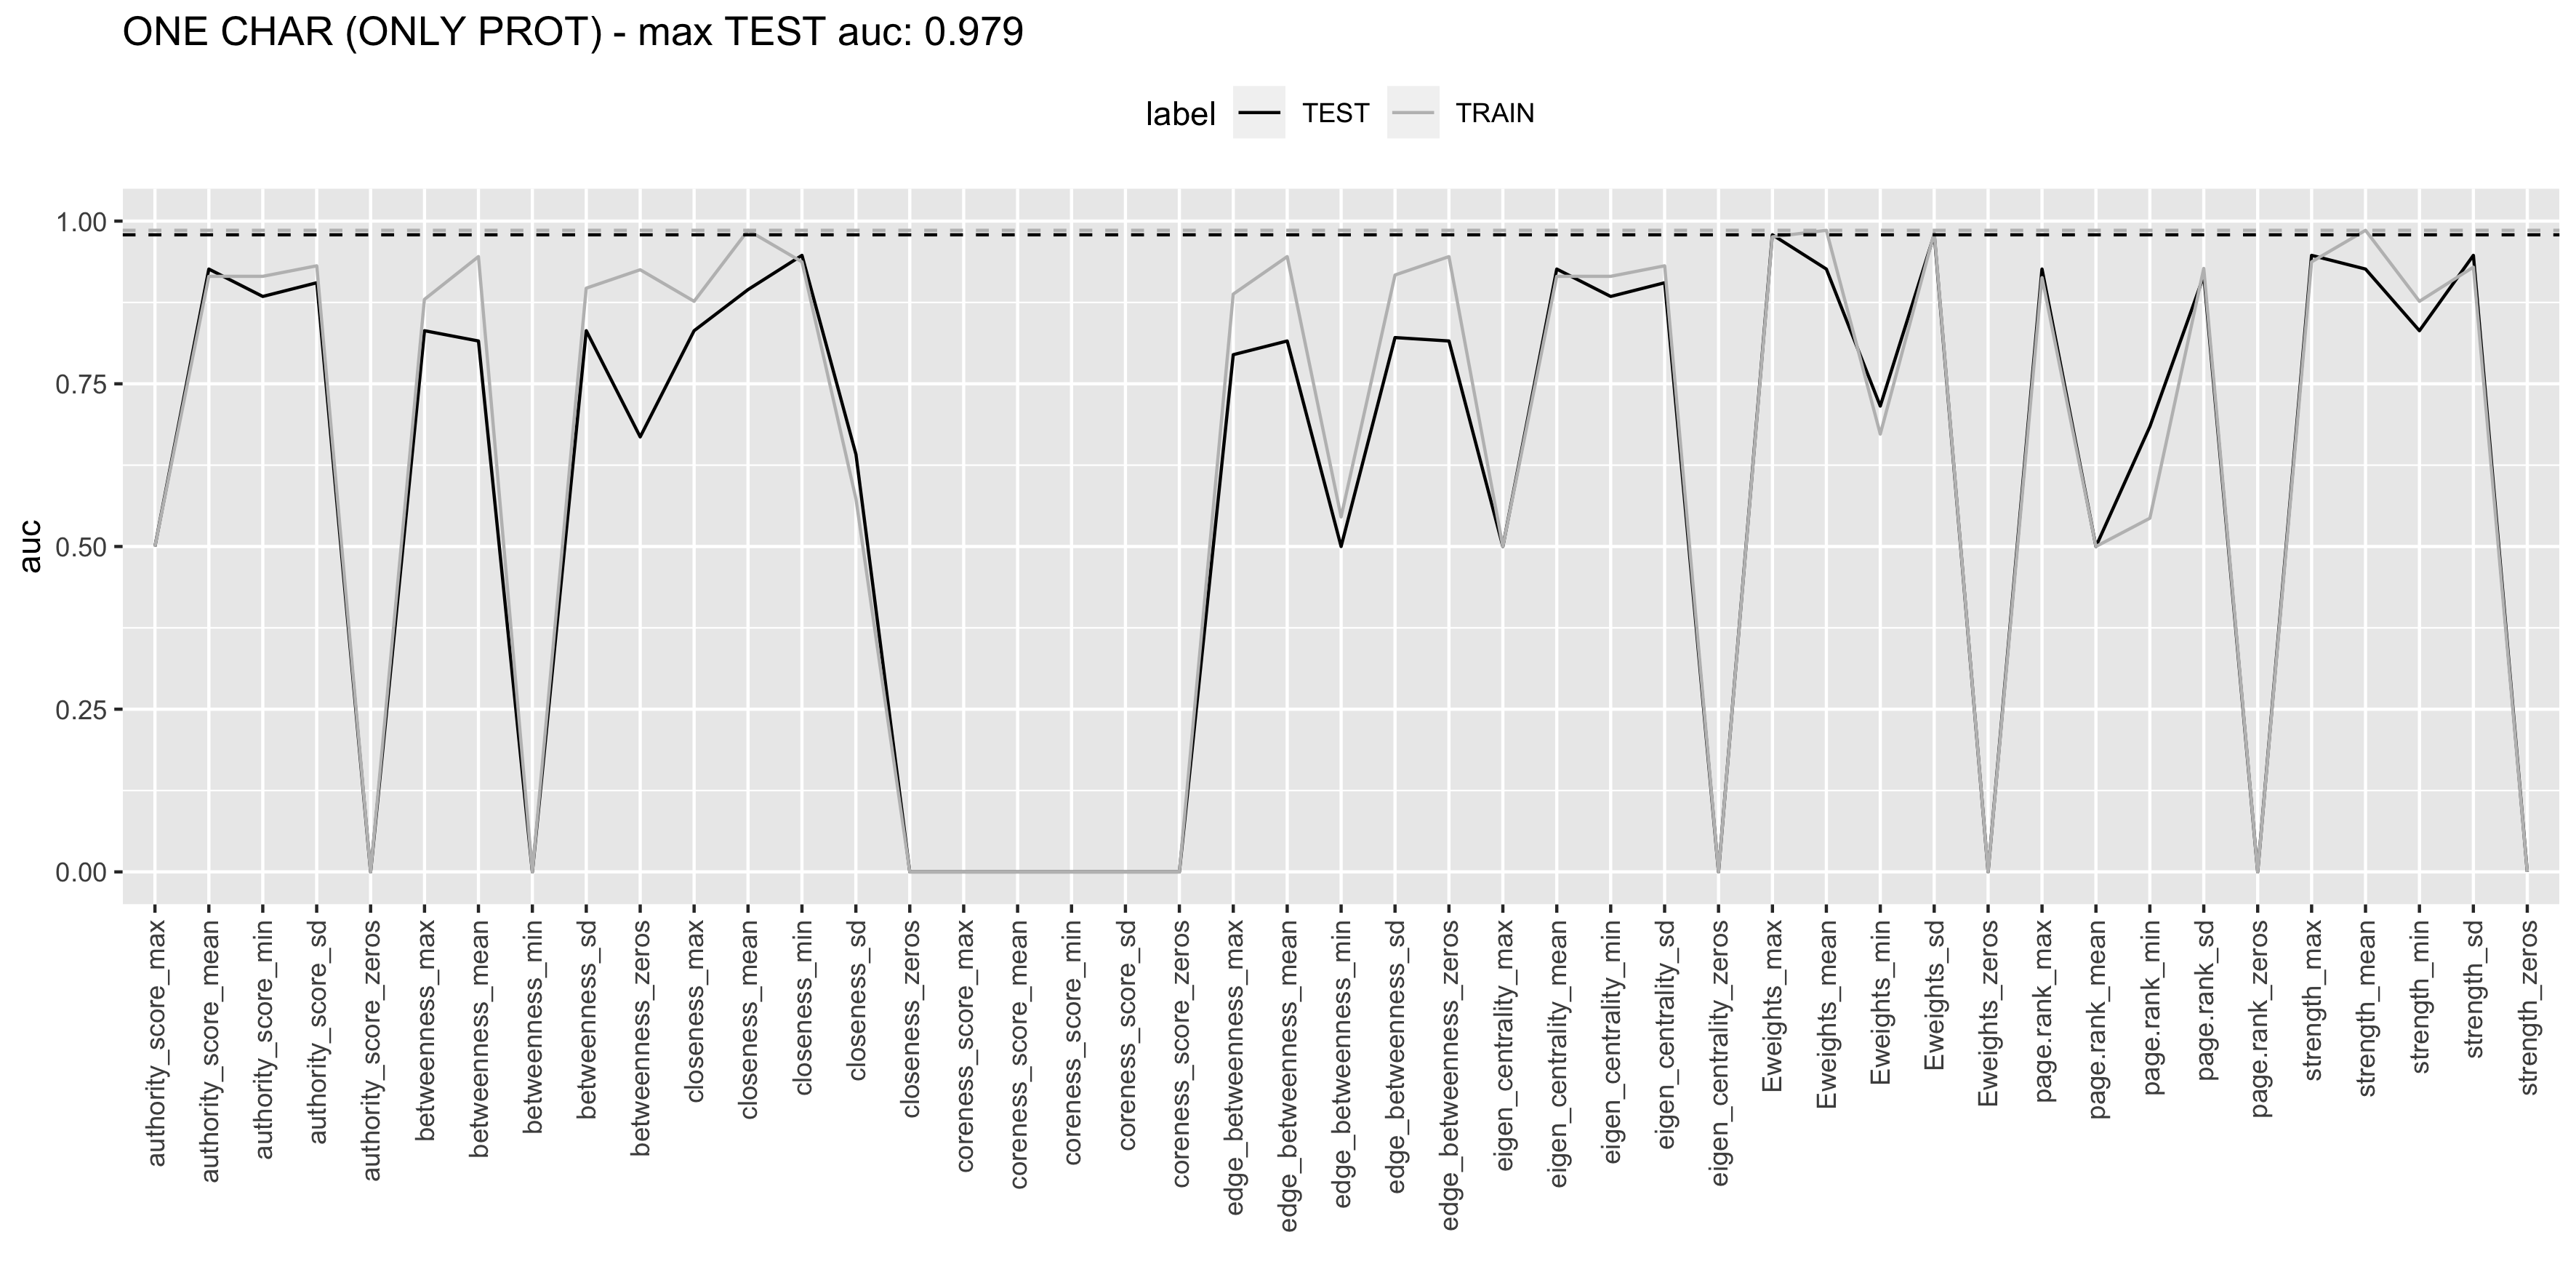 ONE CHAR (ONLY PROT) - max TEST auc: 0.979
label TEST TRAIN
1.00
0.75
0.50
0.25
0.00
auc
authority_score_max
authority_score_mean
authority_score_min
authority_score_sd
authority_score_zeros
betweenness_max
betweenness_mean
betweenness_min
betweenness_sd
betweenness_zeros
closeness_max
closeness_mean
closeness_min
closeness_sd
closeness_zeros
coreness_score_max
coreness_score_mean
coreness_score_min
coreness_score_sd
coreness_score_zeros
edge_betweenness_max
edge_betweenness_mean
edge_betweenness_min
edge_betweenness_sd
edge_betweenness_zeros
eigen_centrality_max
eigen_centrality_mean
eigen_centrality_min
eigen_centrality_sd
eigen_centrality_zeros
Eweights_max
Eweights_mean
Eweights_min
Eweights_sd
Eweights_zeros
page.rank_max
page.rank_mean
page.rank_min
page.rank_sd
page.rank_zeros
strength_max
strength_mean
strength_min
strength_sd
strength_zeros